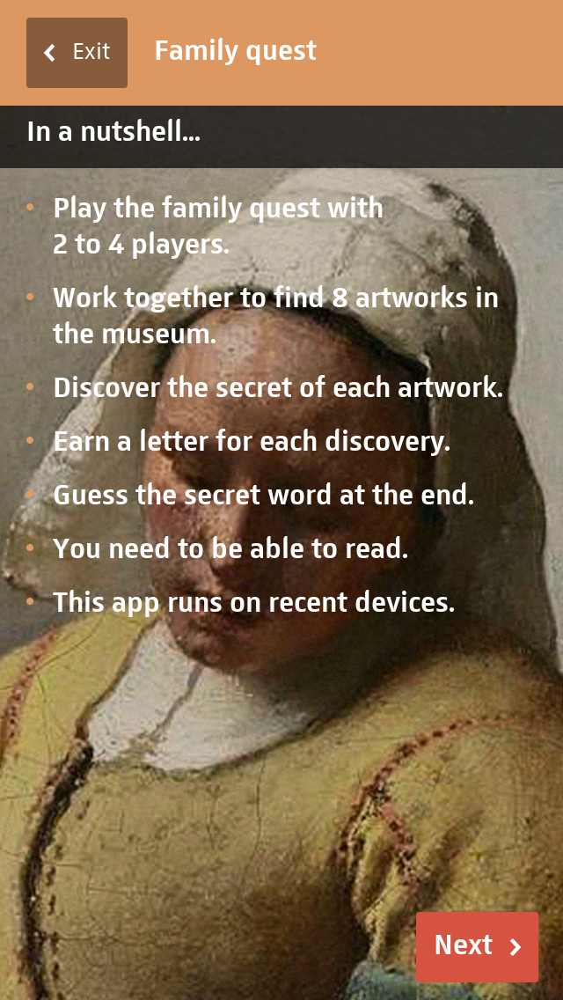 Exit
Family quest
In a nutshell...
• Play the family quest with
2 to 4 players.
• Work together to find 8 artworks in
the museum.
• Discover the secret of each artwork.
• Earn a letter for each discovery.
• Guess the secret word at the end.
• You need to be able to read.
• This app runs on recent devices.
Next